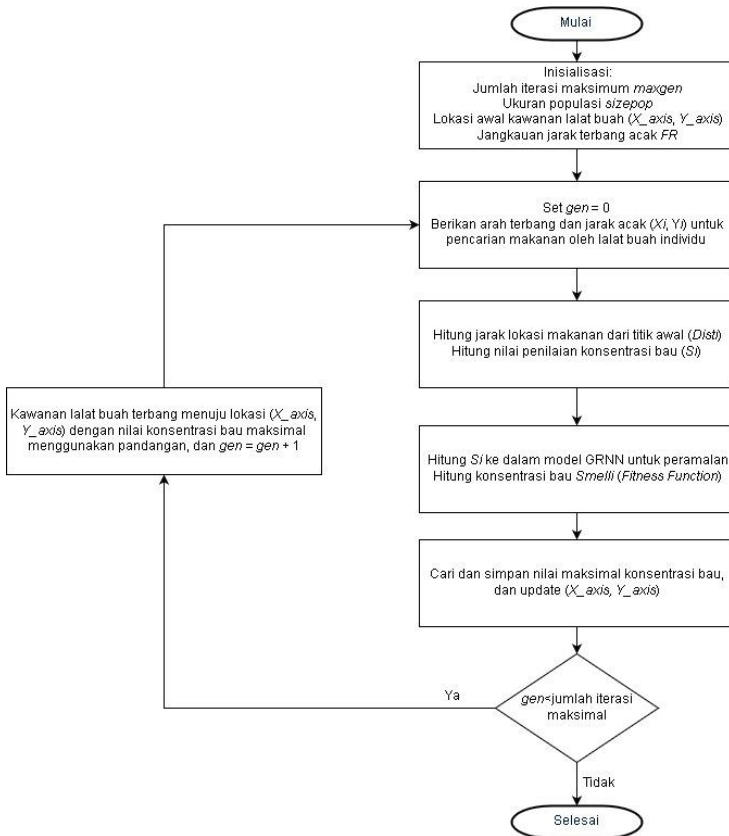 Mulai
Inisialisasi:
Jumlah iterasi maksimum maxgen
Ukuran populasi sizepop
Lokasi awal kawanan lalat buah (X_axis, Y_axis)
Jangkauan jarak terbang acak FR
Set gen = 0
Berikan arah terbang dan jarak acak (Xi, Yi) untuk
pencarian makanan oleh lalat buah individu
Hitung jarak lokasi makanan dari titik awal (Disti)
Hitung nilai penilaian konsentrasi bau (Si)
Kawanan lalat buah terbang menuju lokasi (X_axis,
Y_axis) dengan nilai konsentrasi bau maksimal
menggunakan pandangan, dan gen = gen + 1
Hitung Si ke dalam model GRNN untuk peramalan
Hitung konsentrasi bau Smelli (Fitness Function)
Cari dan simpan nilai maksimal konsentrasi bau,
dan update (X_axis, Y_axis)
Ya
gen<jumlah iterasi
maksimal
Tidak
Selesai